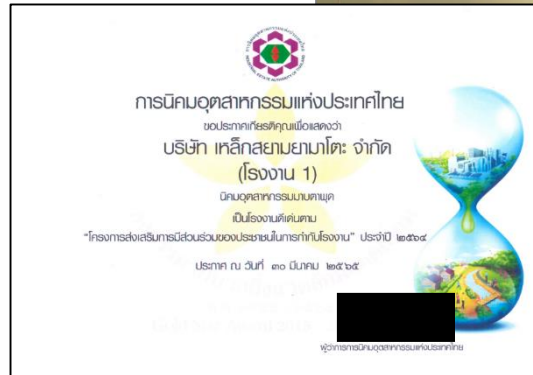 การนิคมอุตสาหกรรมแห่งประเทศไทย
ขอประกาศเกียรติคุณเพื่อแสดงว่า
บริษัท เหล็กสยามยามาโตะ จำกัด
(โรงงาน 1)
นิคมอุตสาหกรรมมาบตาพุด
เป็นโรงงานดีเด่นตาม
"โครงการส่งเสริมการมีส่วนร่วมของประชาชนในการกำกับโรงงาน" ประจำปี ๒๕๖๔
ประกาศ ณ วันที่ ๓๐ มีนาคม ๒๕๖๕
ผู้ว่าการการนิคมอุตสาหกรรมแห่งประเทศไทย